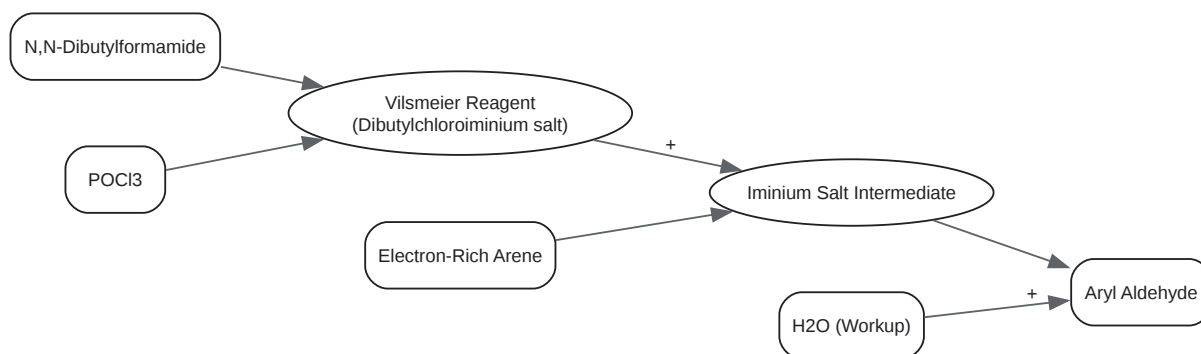 N,N-Dibutylformamide
Vilsmeier Reagent
(Dibutylchloroiminium salt)
+
POCl3
Iminium Salt Intermediate
Electron-Rich Arene
Aryl Aldehyde
+
H2O (Workup)